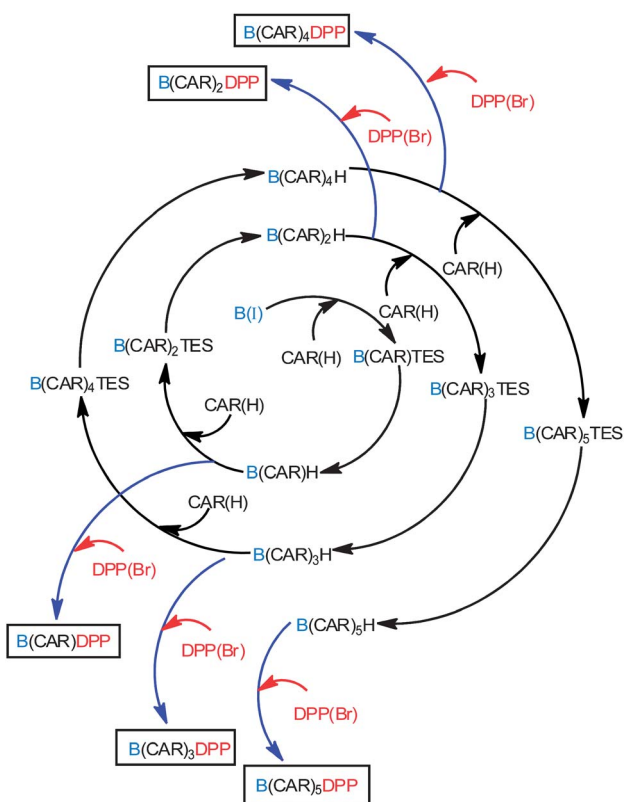 B(CAR)₄DPP
B(CAR)₂DPP
DPP(Br)
DPP(Br)
B(CAR)₄H
B(CAR)₂H
CAR(H)
CAR(H)
B(I)
CAR(H)
B(CAR)TES
B(CAR)₂TES
B(CAR)₄TES
B(CAR)₃TES
CAR(H)
B(CAR)₅TES
B(CAR)H
CAR(H)
B(CAR)₃H
DPP(Br)
B(CAR)₅H
B(CAR)DPP
DPP(Br)
DPP(Br)
B(CAR)₃DPP
B(CAR)₅DPP